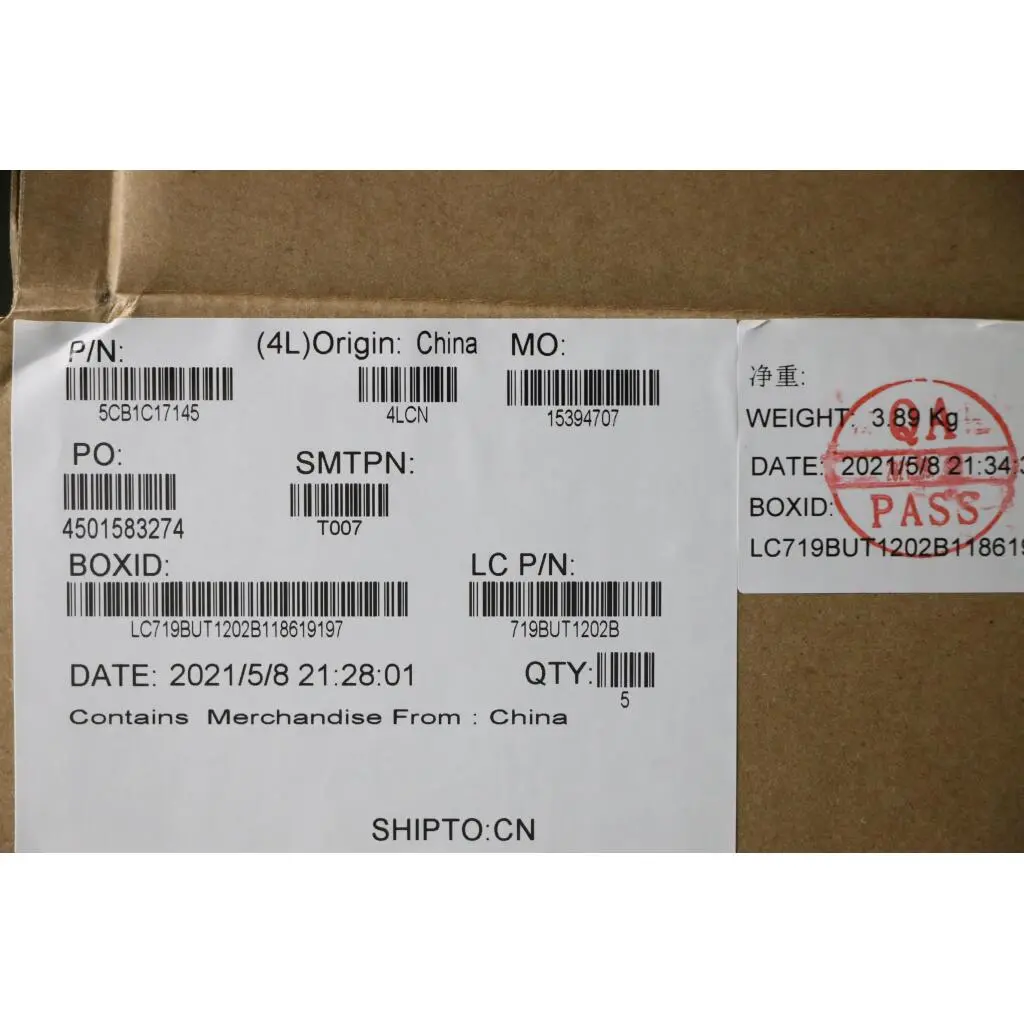 P/N: (4L)Origin: China MO:
5CB1C17145 4LCN 15394707
PO: SMTPN:
4501583274 T007
BOXID: LC P/N:
LC719BUT1202B118619197 719BUT1202B
DATE: 2021/5/8 21:28:01 QTY:
5
Contains Merchandise From : China
SHIPTO:CN
净重:
WEIGHT: 3.89 Kg
DATE: 2021/5/8 21:34:3
BOXID:
LC719BUT1202B118619
QA
PASS